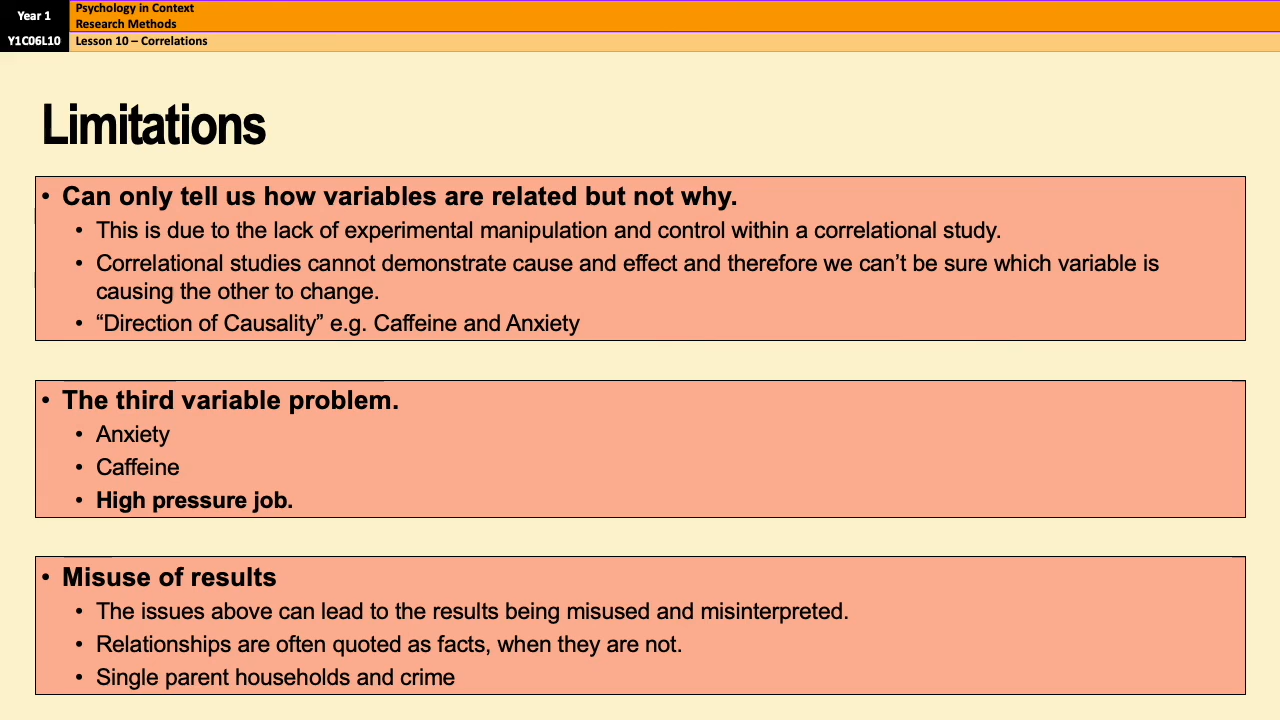 Year 1
Psychology in Context
Research Methods
Y1C06L10
Lesson 10 – Correlations
Limitations
• Can only tell us how variables are related but not why.
• This is due to the lack of experimental manipulation and control within a correlational study.
• Correlational studies cannot demonstrate cause and effect and therefore we can’t be sure which variable is
causing the other to change.
• “Direction of Causality” e.g. Caffeine and Anxiety
• The third variable problem.
• Anxiety
• Caffeine
• High pressure job.
• Misuse of results
• The issues above can lead to the results being misused and misinterpreted.
• Relationships are often quoted as facts, when they are not.
• Single parent households and crime